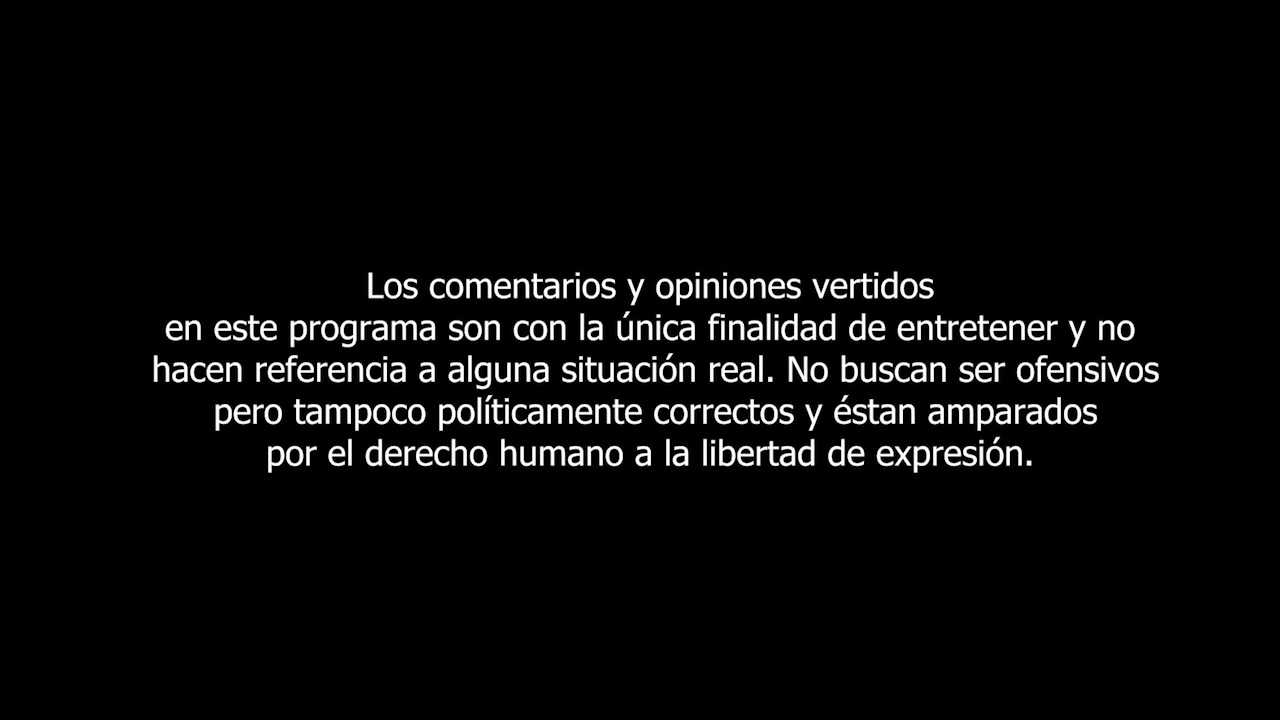 Los comentarios y opiniones vertidos
en este programa son con la única finalidad de entretener y no
hacen referencia a alguna situación real. No buscan ser ofensivos
pero tampoco políticamente correctos y éstan amparados
por el derecho humano a la libertad de expresión.